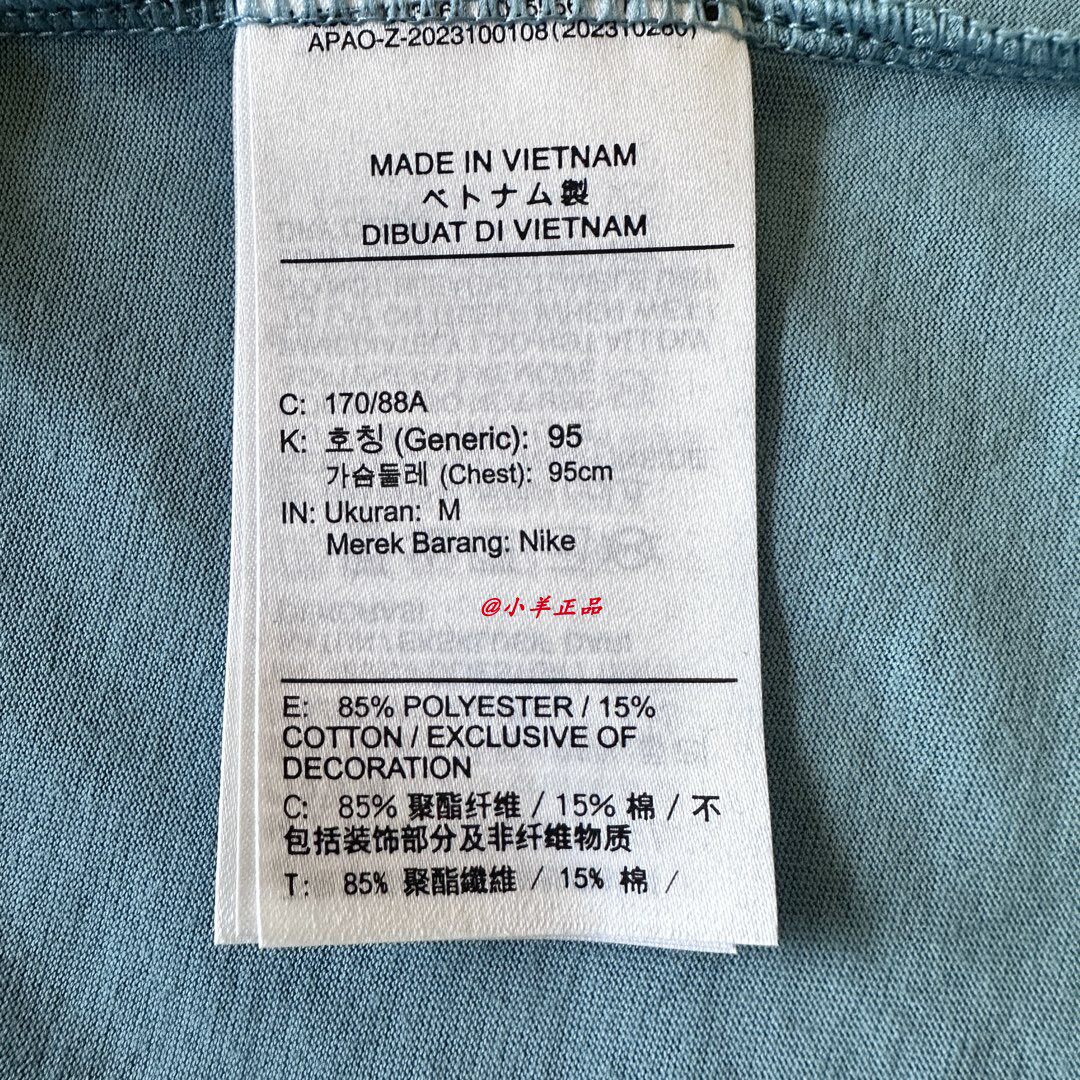 APAO-Z-2023100108(202310260)
MADE IN VIETNAM
ベトナム製
DIBUAT DI VIETNAM
C: 170/88A
K: 호칭 (Generic): 95
가슴둘레 (Chest): 95cm
IN: Ukuran: M
Merek Barang: Nike
@小羊正品
E: 85% POLYESTER / 15%
COTTON / EXCLUSIVE OF
DECORATION
C: 85% 聚酯纤维 / 15% 棉 / 不
包括装饰部分及非纤维物质
T: 85% 聚酯纖維 / 15% 棉 /